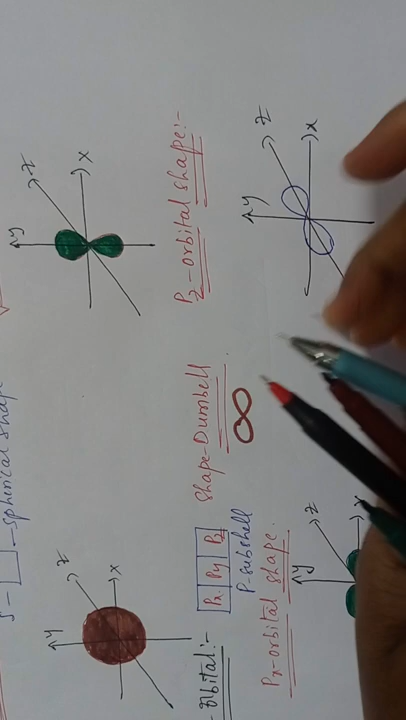 S - - spherical shape
y z x
y z x
-orbital:- Px Py Pz Shape-Dumbell
P-subshell
Pz-orbital shape:-
Px-orbital shape.
y z x
y z x